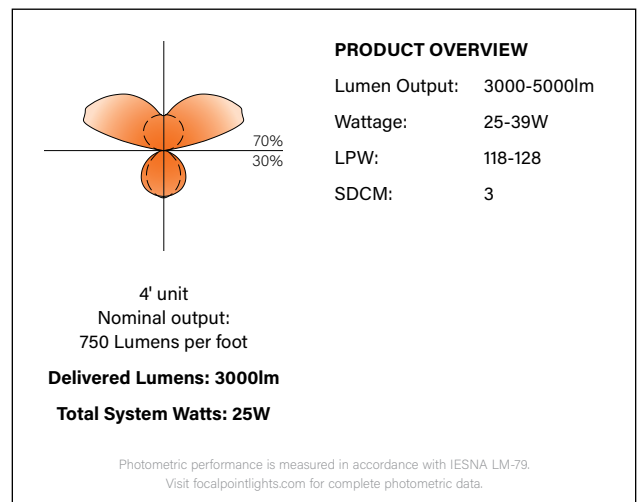 70%
30%
4' unit
Nominal output:
750 Lumens per foot
Delivered Lumens: 3000lm
Total System Watts: 25W
PRODUCT OVERVIEW
Lumen Output: 3000-5000lm
Wattage: 25-39W
LPW: 118-128
SDCM: 3
Photometric performance is measured in accordance with IESNA LM-79.
Visit focalpointlights.com for complete photometric data.